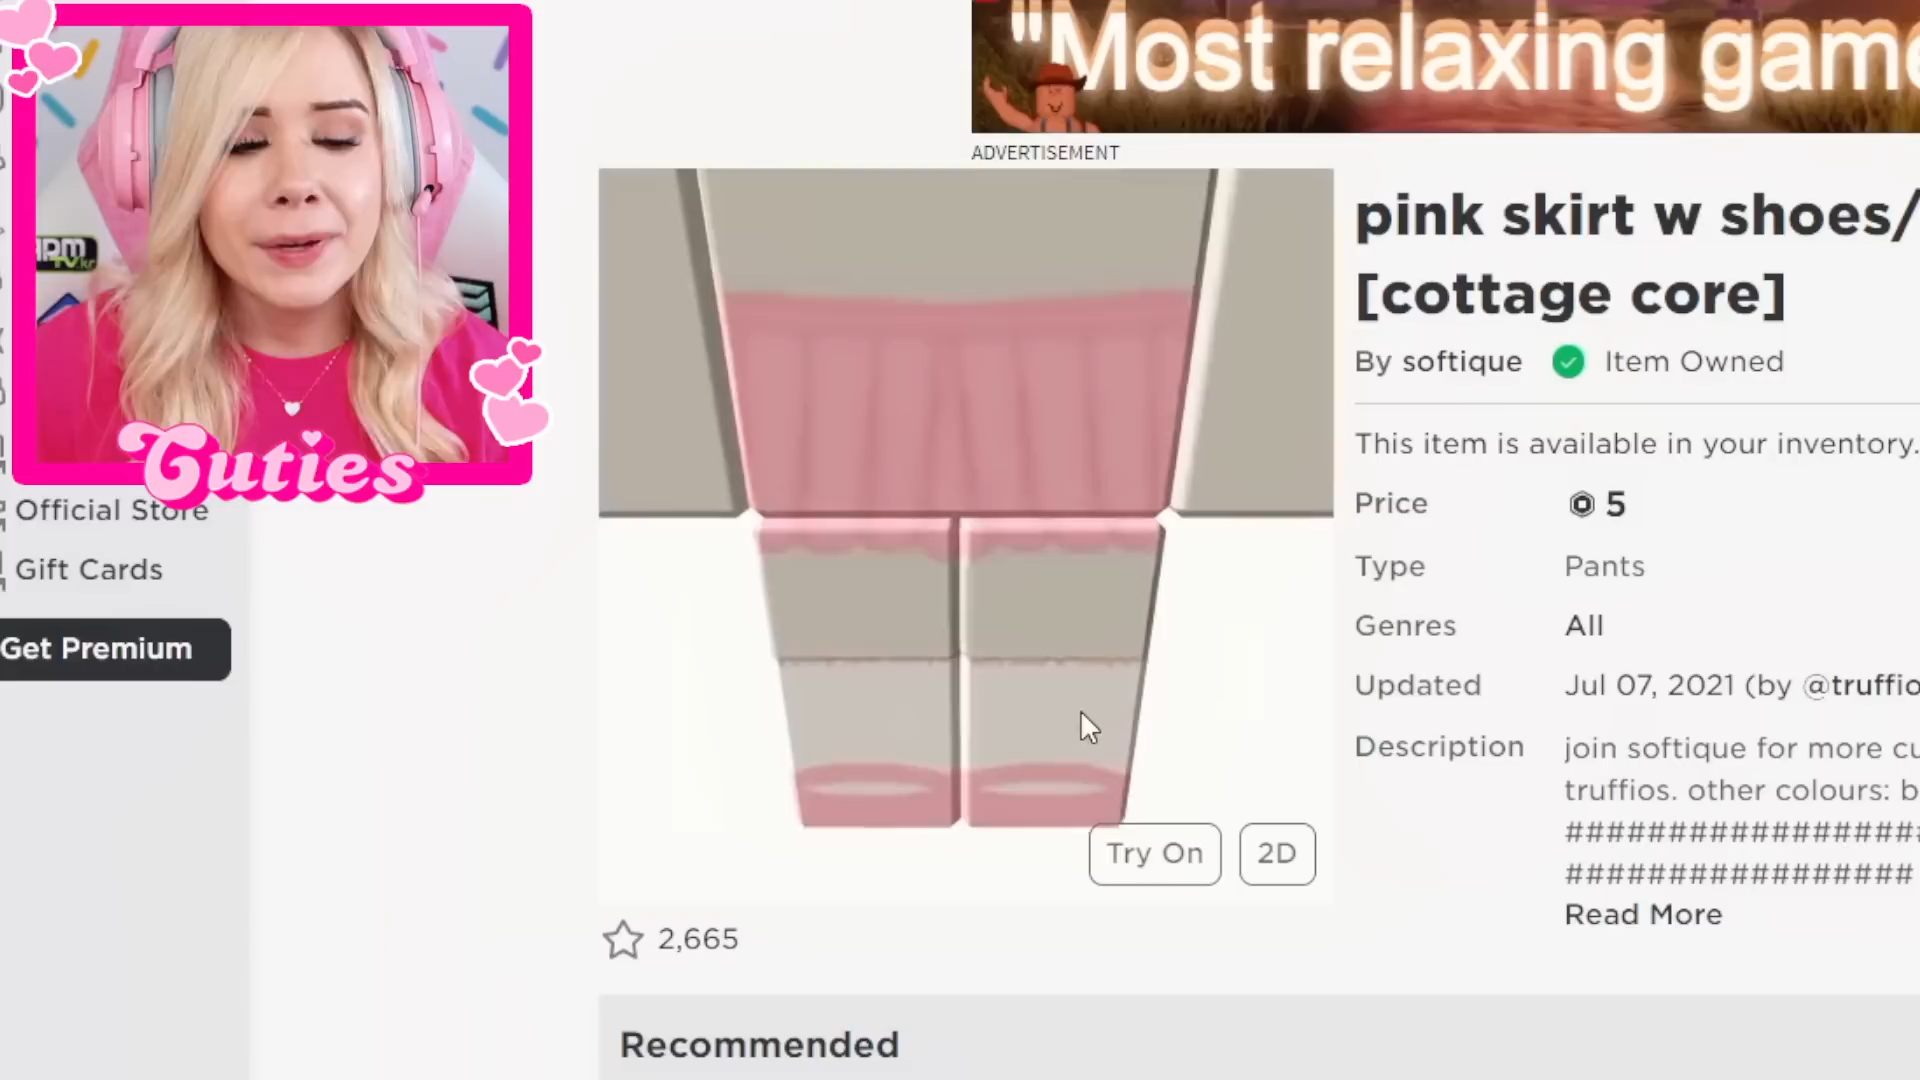 "Most relaxing game
ADVERTISEMENT
pink skirt w shoes/
[cottage core]
By softique Item Owned
This item is available in your inventory.
Price 5
Type Pants
Genres All
Updated Jul 07, 2021 (by @truffio
Description join softique for more cu
truffios. other colours: b
###################
#################
Read More
Try On 2D
2,665
Recommended
Cuties
Official Store
Gift Cards
Get Premium